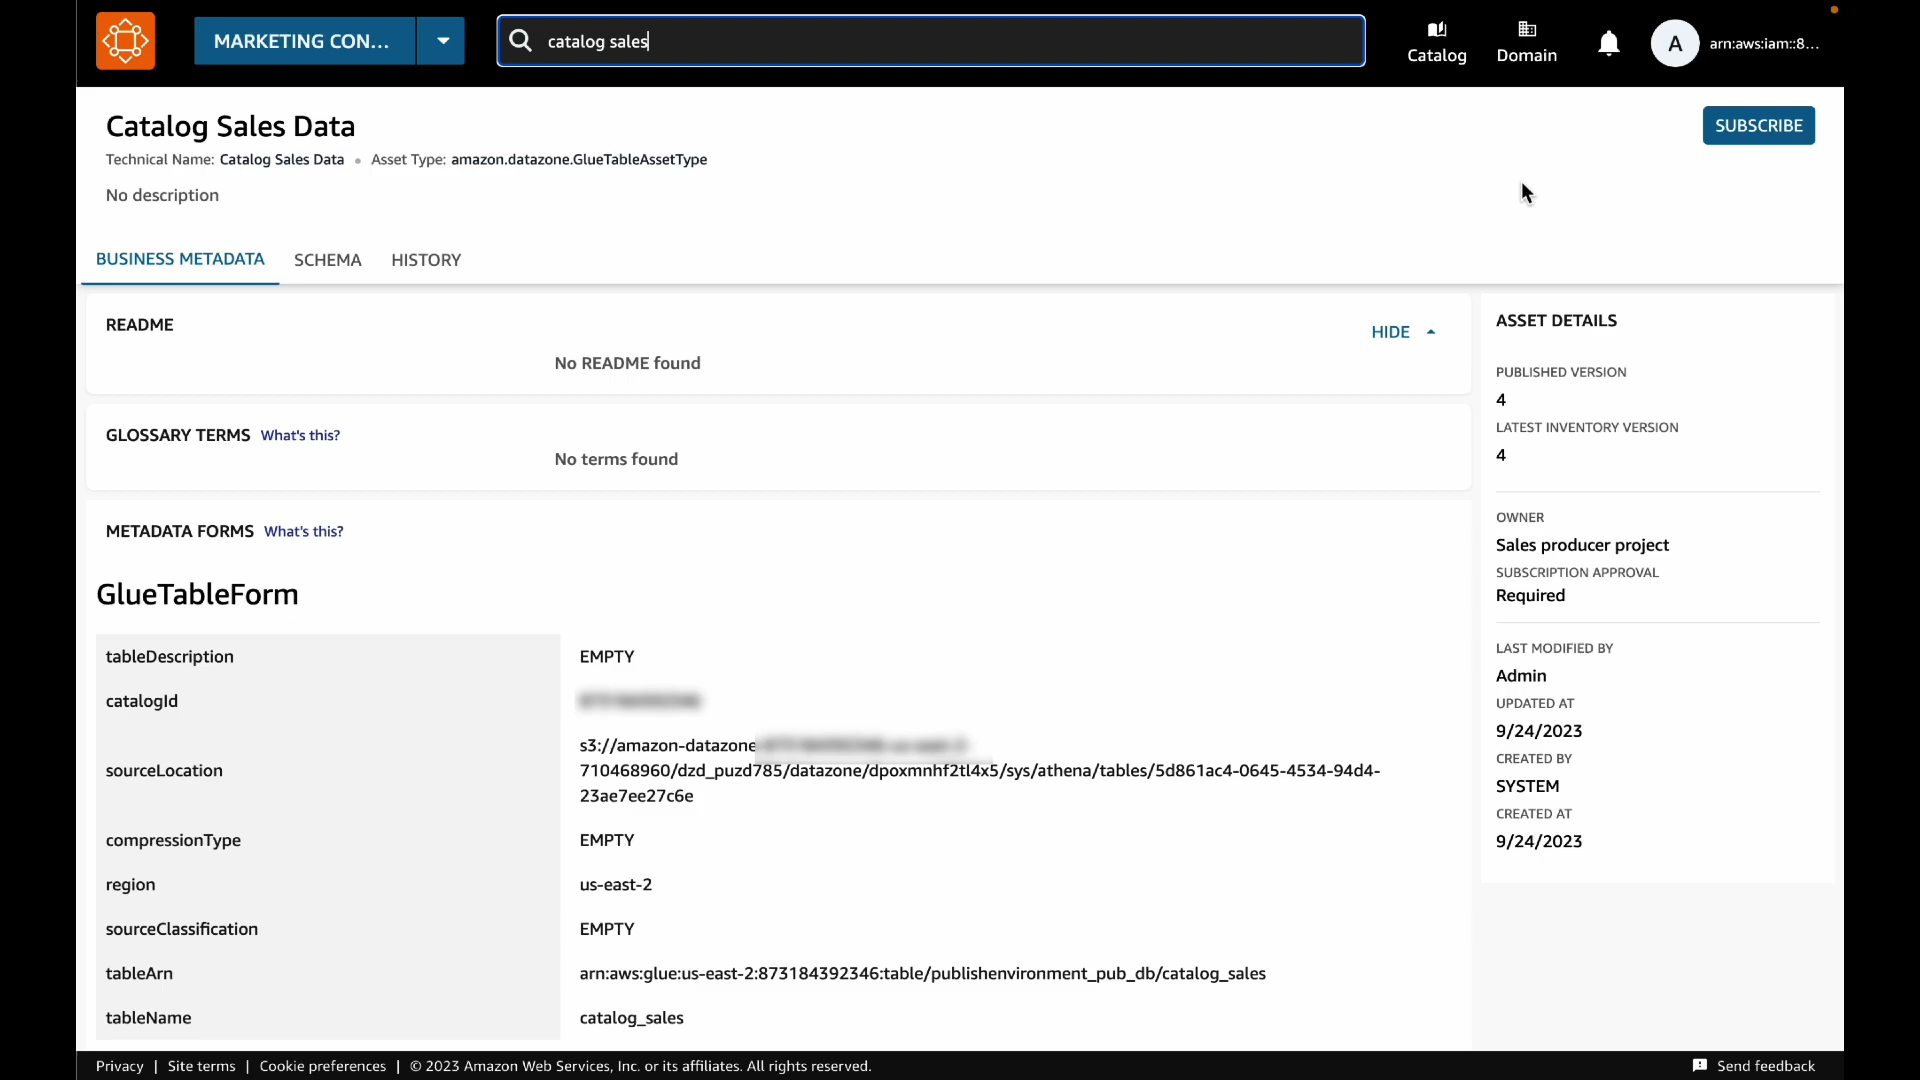 MARKETING CON...
catalog sales
Catalog
Domain
A
arn:aws:iam::8...
Catalog Sales Data
SUBSCRIBE
Technical Name: Catalog Sales Data • Asset Type: amazon.datazone.GlueTableAssetType
No description
BUSINESS METADATA
SCHEMA
HISTORY
README
HIDE
No README found
GLOSSARY TERMS What's this?
No terms found
METADATA FORMS What's this?
GlueTableForm
tableDescription
EMPTY
catalogId
sourceLocation
s3://amazon-datazone
710468960/dzd_puzd785/datazone/dpoxmnhf2tl4x5/sys/athena/tables/5d861ac4-0645-4534-94d4-
23ae7ee27c6e
compressionType
EMPTY
region
us-east-2
sourceClassification
EMPTY
tableArn
arn:aws:glue:us-east-2:873184392346:table/publishenvironment_pub_db/catalog_sales
tableName
catalog_sales
ASSET DETAILS
PUBLISHED VERSION
4
LATEST INVENTORY VERSION
4
OWNER
Sales producer project
SUBSCRIPTION APPROVAL
Required
LAST MODIFIED BY
Admin
UPDATED AT
9/24/2023
CREATED BY
SYSTEM
CREATED AT
9/24/2023
Privacy | Site terms | Cookie preferences | © 2023 Amazon Web Services, Inc. or its affiliates. All rights reserved.
Send feedback